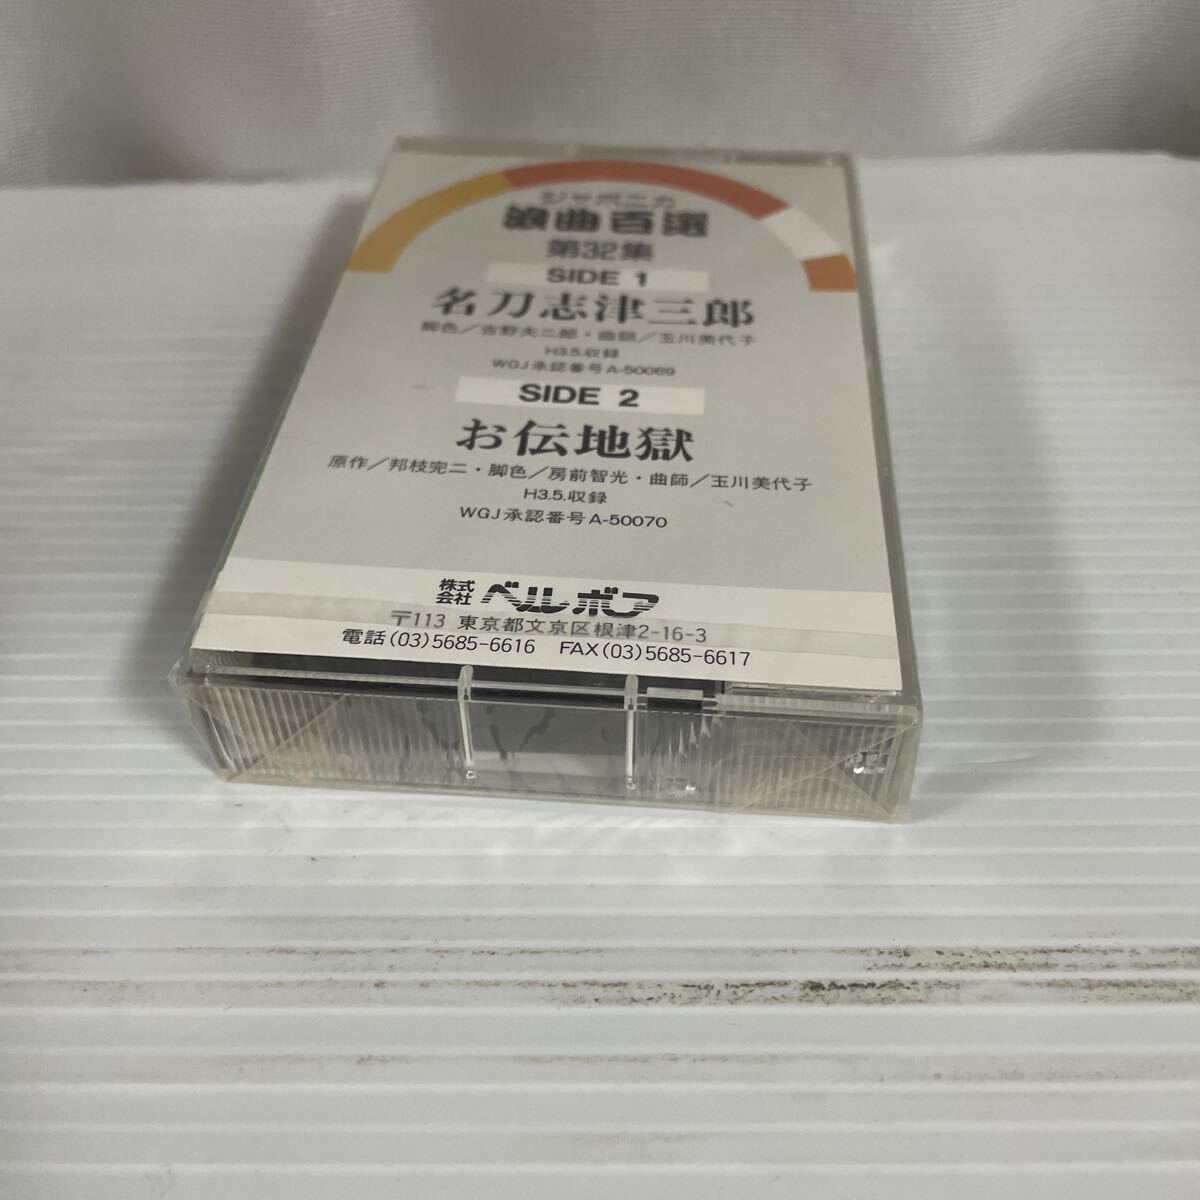 ジャポニカ
浪曲百選
第32集
SIDE 1
名刀志津三郎
脚色／吉野夫二郎・曲師／玉川美代子
H3.5.収録
WGJ承認番号A-50069
SIDE 2
お伝地獄
原作／邦枝完二・脚色／房前智光・曲師／玉川美代子
H3.5.収録
WGJ承認番号A-50070
株式会社 ベルボア
〒113 東京都文京区根津2-16-3
電話(03)5685-6616 FAX(03)5685-6617